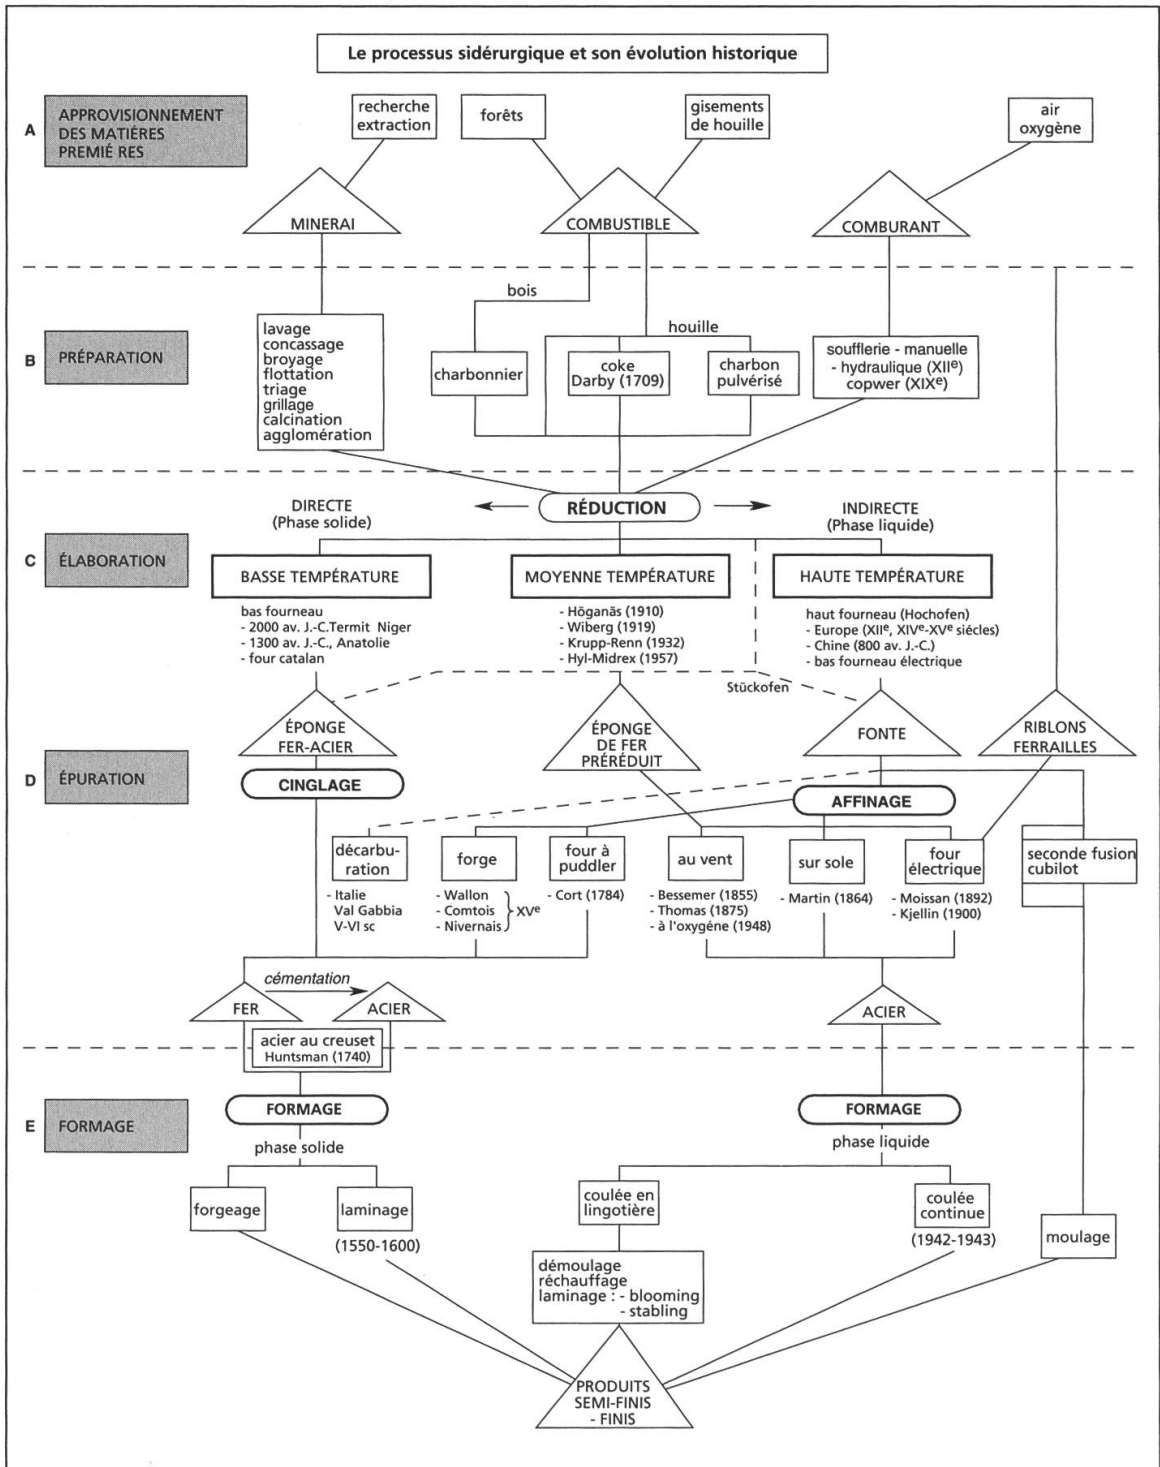 Le processus sidérurgique et son évolution historique
A
APPROVISIONNEMENT
DES MATIÉRES
PREMIÉ RES
recherche
extraction
forêts
gisements
de houille
air
oxygène
MINERAI
COMBUSTIBLE
COMBURANT
B
PRÉPARATION
lavage
concassage
broyage
flottation
triage
grillage
calcination
agglomération
bois
houille
charbonnier
coke
Darby (1709)
charbon
pulvérisé
soufflerie - manuelle
- hydraulique (XIIe)
copwer (XIXe)
C
ÉLABORATION
DIRECTE
(Phase solide)
RÉDUCTION
INDIRECTE
(Phase liquide)
BASSE TEMPÉRATURE
MOYENNE TEMPÉRATURE
HAUTE TEMPÉRATURE
bas fourneau
- 2000 av. J.-C.Termit Niger
- 1300 av. J.-C., Anatolie
- four catalan
- Höganäs (1910)
- Wiberg (1919)
- Krupp-Renn (1932)
- Hyl-Midrex (1957)
haut fourneau (Hochofen)
- Europe (XIIe, XIVe-XVe siécles)
- Chine (800 av. J.-C.)
- bas fourneau électrique
Stückofen
D
ÉPURATION
ÉPONGE
FER-ACIER
ÉPONGE
DE FER
PRÉRÉDUIT
FONTE
RIBLONS
FERRAILLES
CINGLAGE
AFFINAGE
décarbu-
ration
forge
four à
puddler
au vent
sur sole
four
électrique
seconde fusion
cubilot
- Italie
Val Gabbia
V-VI sc
- Wallon
- Comtois
- Nivernais
XVe
- Cort (1784)
- Bessemer (1855)
- Thomas (1875)
- à l'oxygéne (1948)
- Martin (1864)
- Moissan (1892)
- Kjellin (1900)
cémentation
FER
ACIER
ACIER
acier au creuset
Huntsman (1740)
E
FORMAGE
FORMAGE
FORMAGE
phase solide
phase liquide
forgeage
laminage
(1550-1600)
coulée en
lingotière
coulée
continue
(1942-1943)
moulage
démoulage
réchauffage
laminage : - blooming
- stabling
PRODUITS
SEMI-FINIS
- FINIS